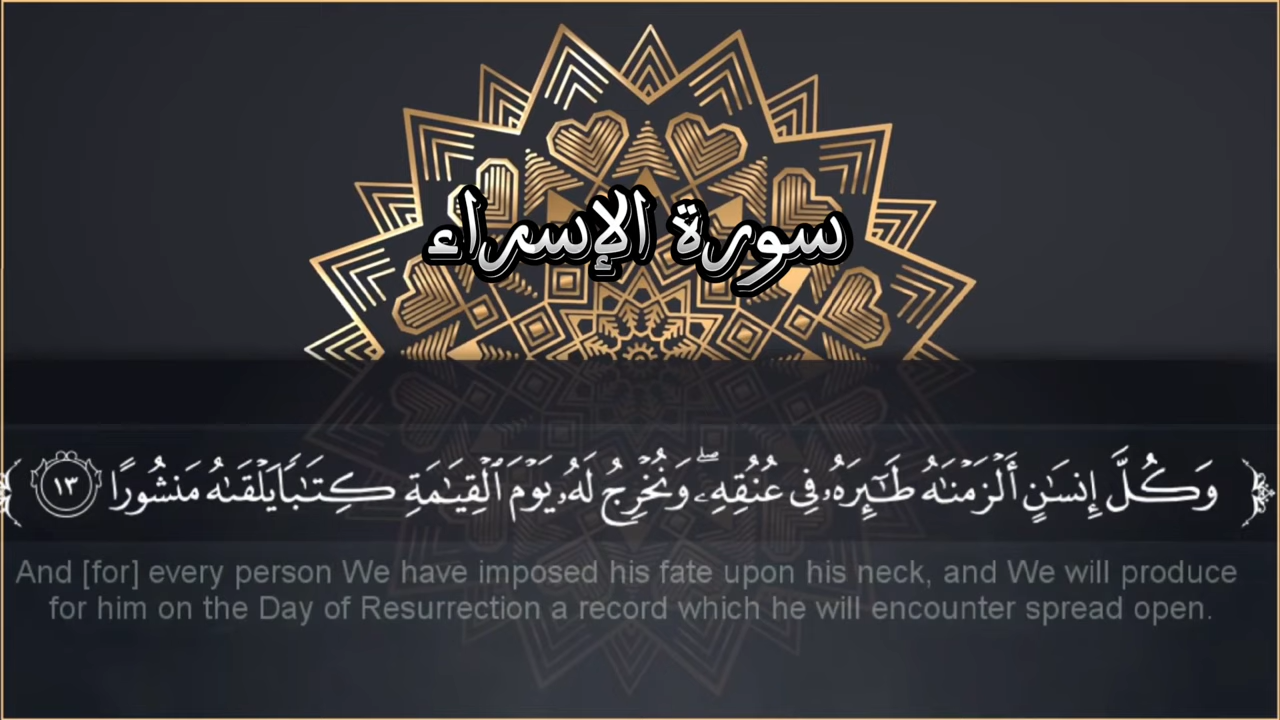 سورة الإسراء
وَكُلَّ إِنسَٰنٍ أَلْزَمْنَٰهُ طَٰٓئِرَهُۥ فِى عُنُقِهِۦ ۖ وَنُخْرِجُ لَهُۥ يَوْمَ ٱلْقِيَٰمَةِ كِتَٰبًا يَلْقَىٰهُ مَنشُورًا ١٣
And [for] every person We have imposed his fate upon his neck, and We will produce
for him on the Day of Resurrection a record which he will encounter spread open.